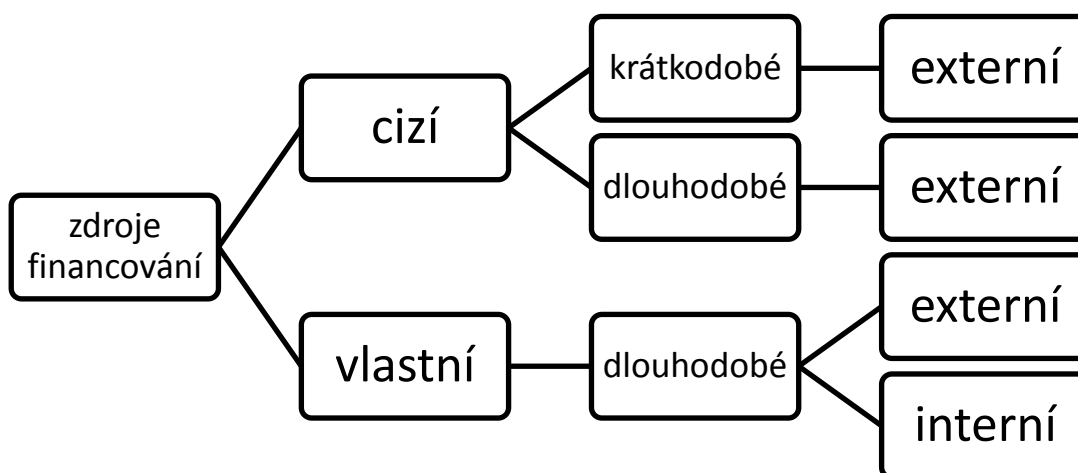 krátkodobé
externí
cizí
dlouhodobé
externí
zdroje
financování
externí
vlastní
dlouhodobé
interní